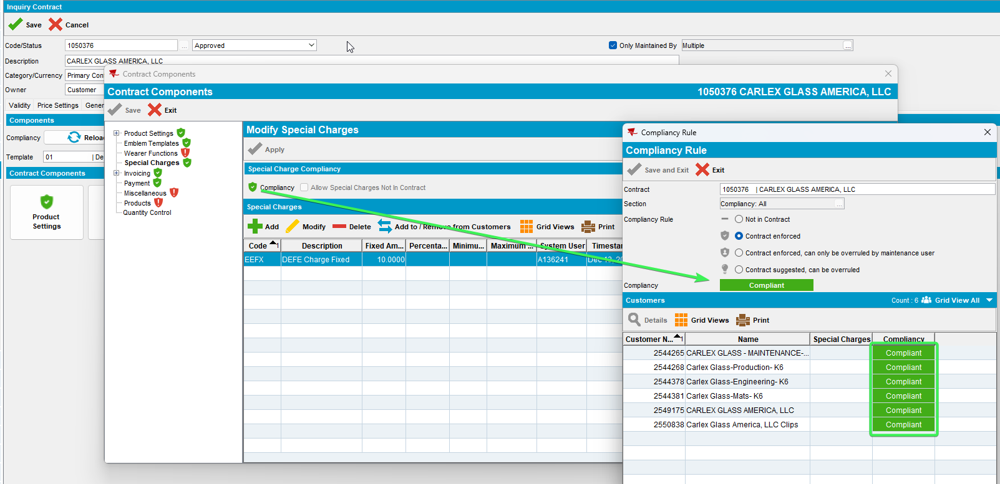 Inquiry Contract
Save Cancel
Code/Status 1050376 ... Approved Only Maintained By Multiple ...
Description CARLEX GLASS AMERICA, LLC
Category/Currency Primary Con
Owner Customer
Validity Price Settings Gener
Components
Compliancy Reloa
Template 01 | De
Contract Components
Product
Settings
Contract Components
Contract Components 1050376 CARLEX GLASS AMERICA, LLC
Save Exit
Product Settings
Emblem Templates
Wearer Functions
Special Charges
Invoicing
Payment
Miscellaneous
Products
Quantity Control
Modify Special Charges
Apply
Special Charge Compliancy
Compliancy Allow Special Charges Not In Contract
Special Charges
Add Modify Delete Add to / Remove from Customers Grid Views Print
Code 1 Description Fixed Am... Percenta... Minimu... Maximum ... System User Timestar
EEFX DEFE Charge Fixed 10.0000 A136241 Dec 13, 20
Compliancy Rule
Compliancy Rule
Save and Exit Exit
Contract 1050376 | CARLEX GLASS AMERICA, LLC
Section Compliancy: All ...
Compliancy Rule Not in Contract
Contract enforced
Contract enforced, can only be overruled by maintenance user
Contract suggested, can be overruled
Compliancy Compliant
Customers Count : 6 Grid View All
Details Grid Views Print
Customer N... 1 Name Special Charges Compliancy
2544265 CARLEX GLASS - MAINTENANCE-... Compliant
2544268 Carlex Glass-Production- K6 Compliant
2544378 Carlex Glass-Engineering- K6 Compliant
2544381 Carlex Glass-Mats- K6 Compliant
2549175 CARLEX GLASS AMERICA, LLC Compliant
2550838 Carlex Glass America, LLC Clips Compliant